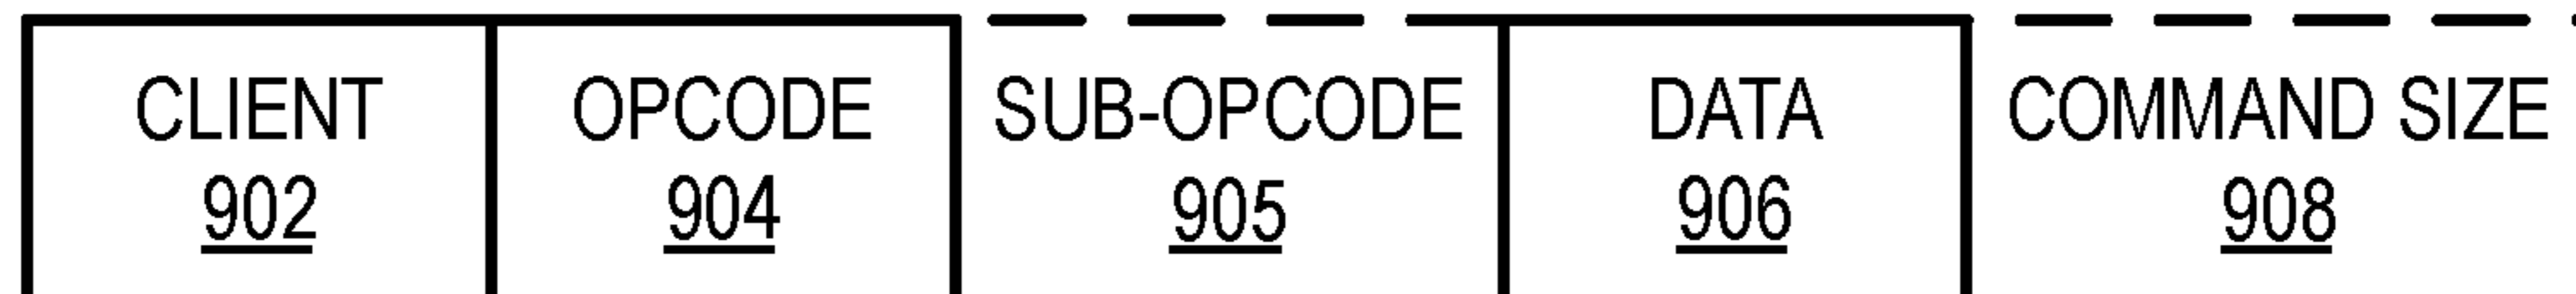 CLIENT OPCODE SUB-OPCODE DATA COMMAND SIZE
902 904 905 906 908